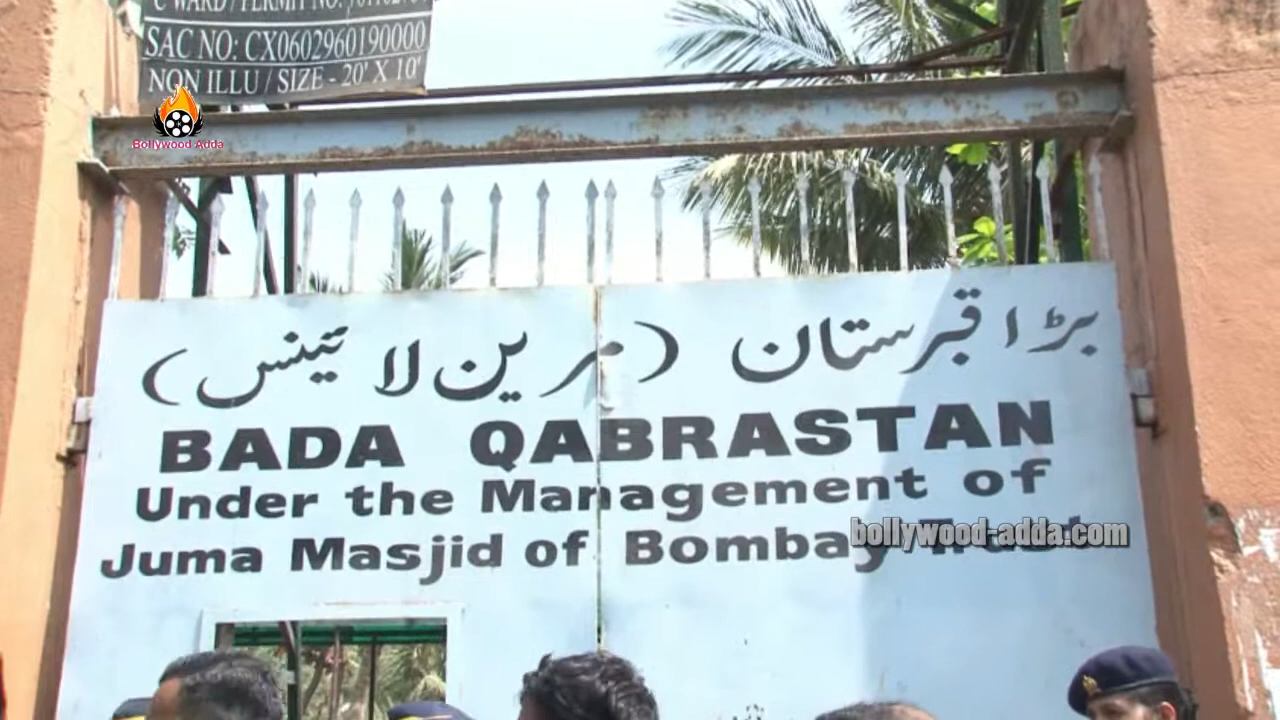 SAC NO: CX0602960190000
NON ILLU / SIZE - 20' X 10'
Bollywood Adda
بڑا قبرستان (مرین لائینس)
BADA QABRASTAN
Under the Management of
Juma Masjid of Bombay Trust
bollywood-adda.com